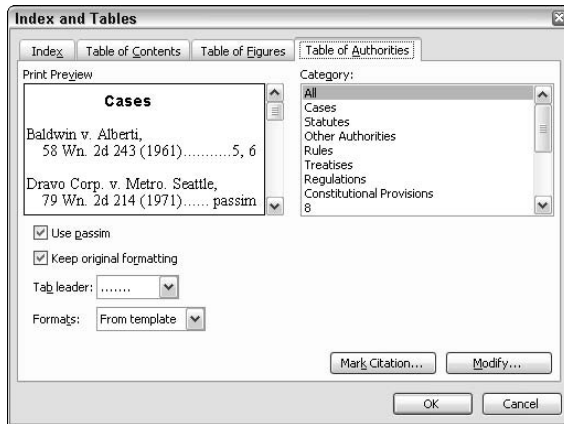 Index and Tables
Index
Table of Contents
Table of Figures
Table of Authorities
Print Preview
Cases
Baldwin v. Alberti,
58 Wn. 2d 243 (1961)...........5, 6
Dravo Corp. v. Metro. Seattle,
79 Wn. 2d 214 (1971)...... passim
Category:
All
Cases
Statutes
Other Authorities
Rules
Treatises
Regulations
Constitutional Provisions
8
Use passim
Keep original formatting
Tab leader: .......
Formats: From template
Mark Citation... Modify...
OK Cancel